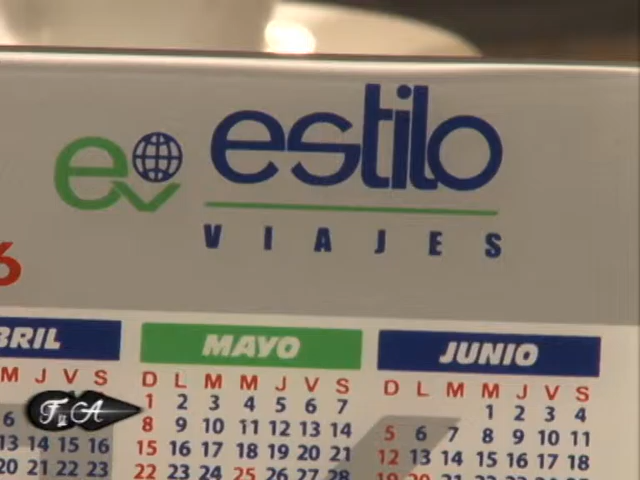 ev estilo
VIAJES
6
BRIL MAYO JUNIO
M J V S D L M M J V S D L M M J V S
6 F A 1 2 3 4 5 6 7 1 2 3 4
13 14 15 16 8 9 10 11 12 13 14 5 6 7 8 9 10 11
20 21 22 23 15 16 17 18 19 20 21 12 13 14 15 16 17 18
22 23 24 25 26 27 28